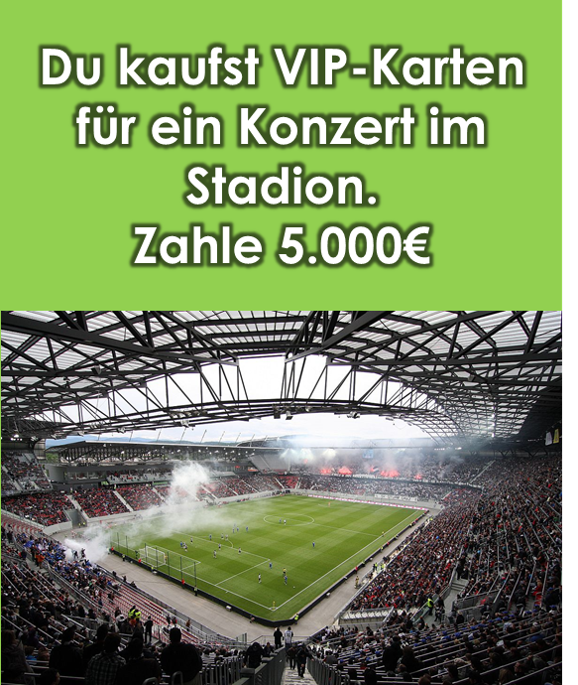 Du kaufst VIP-Karten
für ein Konzert im
Stadion.
Zahle 5.000€